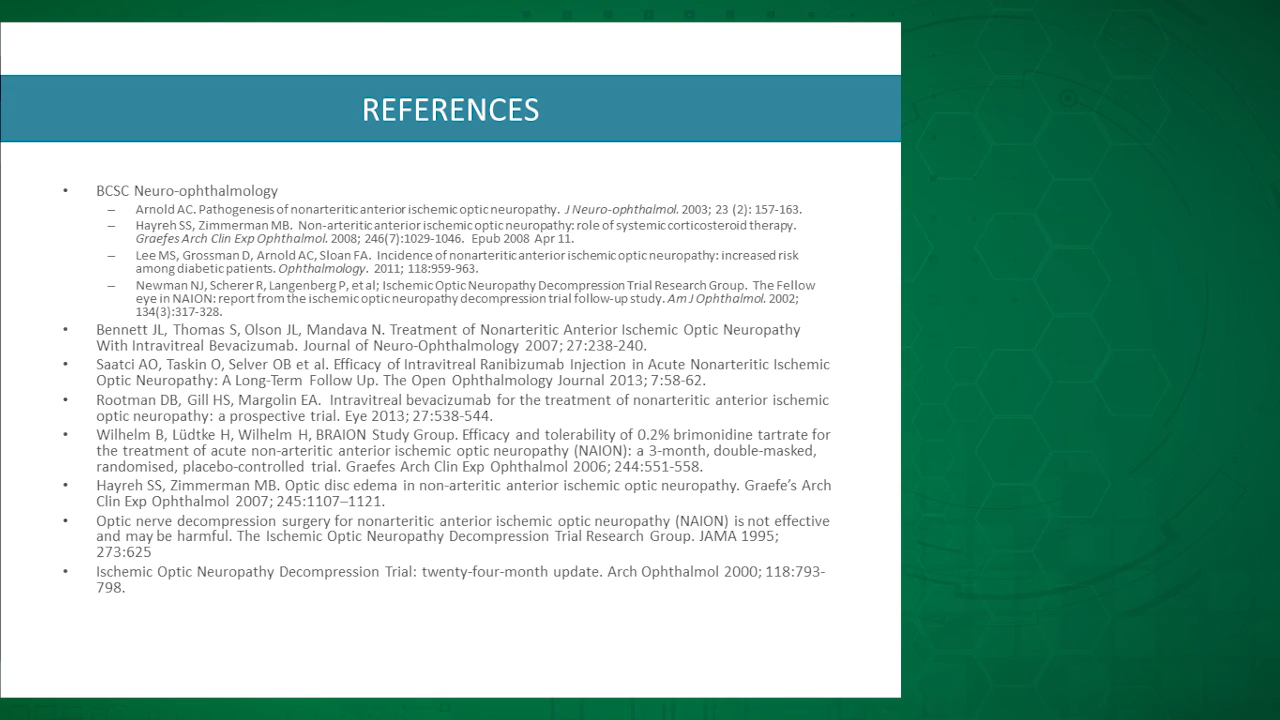 REFERENCES
• BCSC Neuro-ophthalmology
– Arnold AC. Pathogenesis of nonarteritic anterior ischemic optic neuropathy. J Neuro-ophthalmol. 2003; 23 (2): 157-163.
– Hayreh SS, Zimmerman MB. Non-arteritic anterior ischemic optic neuropathy: role of systemic corticosteroid therapy.
Graefes Arch Clin Exp Ophthalmol. 2008; 246(7):1029-1046. Epub 2008 Apr 11.
– Lee MS, Grossman D, Arnold AC, Sloan FA. Incidence of nonarteritic anterior ischemic optic neuropathy: increased risk
among diabetic patients. Ophthalmology. 2011; 118:959-963.
– Newman NJ, Scherer R, Langenberg P, et al; Ischemic Optic Neuropathy Decompression Trial Research Group. The Fellow
eye in NAION: report from the ischemic optic neuropathy decompression trial follow-up study. Am J Ophthalmol. 2002;
134(3):317-328.
• Bennett JL, Thomas S, Olson JL, Mandava N. Treatment of Nonarteritic Anterior Ischemic Optic Neuropathy
With Intravitreal Bevacizumab. Journal of Neuro-Ophthalmology 2007; 27:238-240.
• Saatci AO, Taskin O, Selver OB et al. Efficacy of Intravitreal Ranibizumab Injection in Acute Nonarteritic Ischemic
Optic Neuropathy: A Long-Term Follow Up. The Open Ophthalmology Journal 2013; 7:58-62.
• Rootman DB, Gill HS, Margolin EA. Intravitreal bevacizumab for the treatment of nonarteritic anterior ischemic
optic neuropathy: a prospective trial. Eye 2013; 27:538-544.
• Wilhelm B, Lüdtke H, Wilhelm H, BRAION Study Group. Efficacy and tolerability of 0.2% brimonidine tartrate for
the treatment of acute non-arteritic anterior ischemic optic neuropathy (NAION): a 3-month, double-masked,
randomised, placebo-controlled trial. Graefes Arch Clin Exp Ophthalmol 2006; 244:551-558.
• Hayreh SS, Zimmerman MB. Optic disc edema in non-arteritic anterior ischemic optic neuropathy. Graefe’s Arch
Clin Exp Ophthalmol 2007; 245:1107–1121.
• Optic nerve decompression surgery for nonarteritic anterior ischemic optic neuropathy (NAION) is not effective
and may be harmful. The Ischemic Optic Neuropathy Decompression Trial Research Group. JAMA 1995;
273:625
• Ischemic Optic Neuropathy Decompression Trial: twenty-four-month update. Arch Ophthalmol 2000; 118:793-
798.